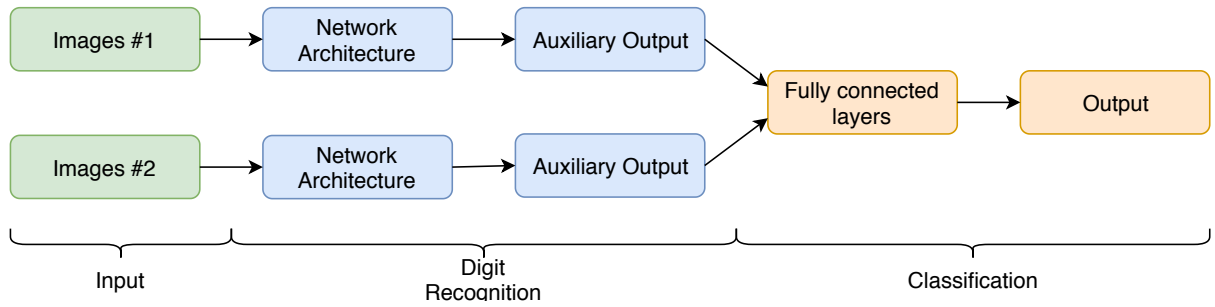 Images #1
Network
Architecture
Auxiliary Output
Fully connected
layers
Output
Images #2
Network
Architecture
Auxiliary Output
Input
Digit
Recognition
Classification